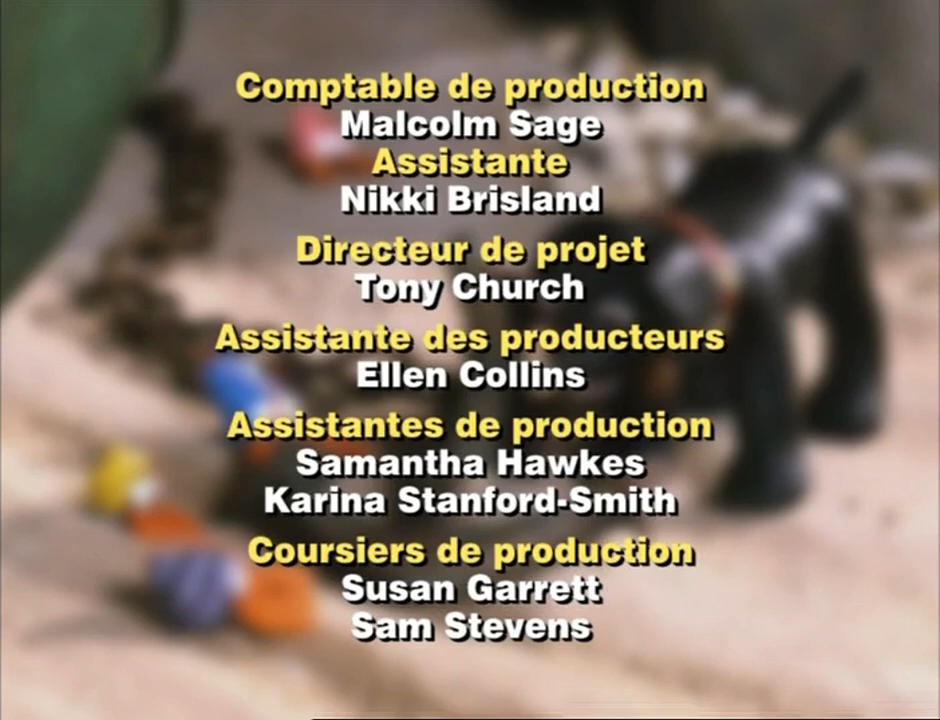 Comptable de production
Malcolm Sage
Assistante
Nikki Brisland
Directeur de projet
Tony Church
Assistante des producteurs
Ellen Collins
Assistantes de production
Samantha Hawkes
Karina Stanford-Smith
Coursiers de production
Susan Garrett
Sam Stevens